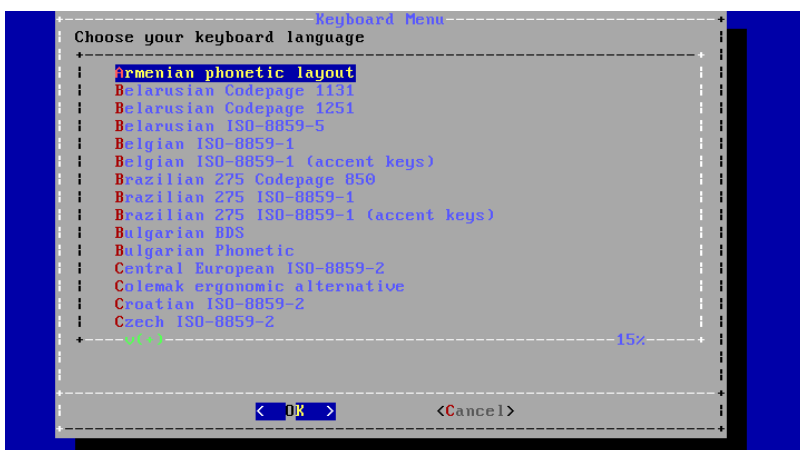 Keyboard Menu
Choose your keyboard language
Armenian phonetic layout
Belarusian Codepage 1131
Belarusian Codepage 1251
Belarusian ISO-8859-5
Belgian ISO-8859-1
Belgian ISO-8859-1 (accent keys)
Brazilian 275 Codepage 850
Brazilian 275 ISO-8859-1
Brazilian 275 ISO-8859-1 (accent keys)
Bulgarian BDS
Bulgarian Phonetic
Central European ISO-8859-2
Colemak ergonomic alternative
Croatian ISO-8859-2
Czech ISO-8859-2
v(+) 15%
< OK > <Cancel>